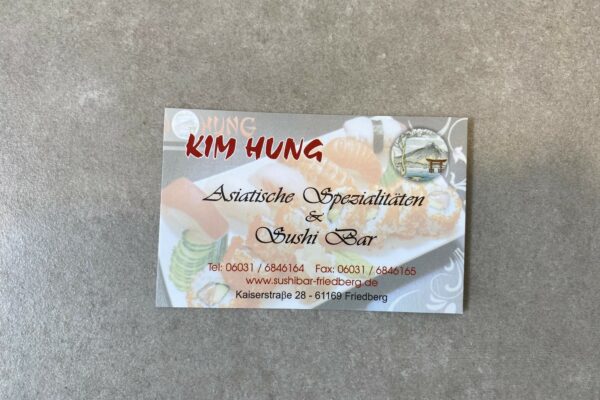 HUNG
KIM HUNG
Asiatische Spezialitäten
&
Sushi Bar
Tel: 06031 / 6846164 Fax: 06031 / 6846165
www.sushibar-friedberg.de
Kaiserstraße 28 - 61169 Friedberg